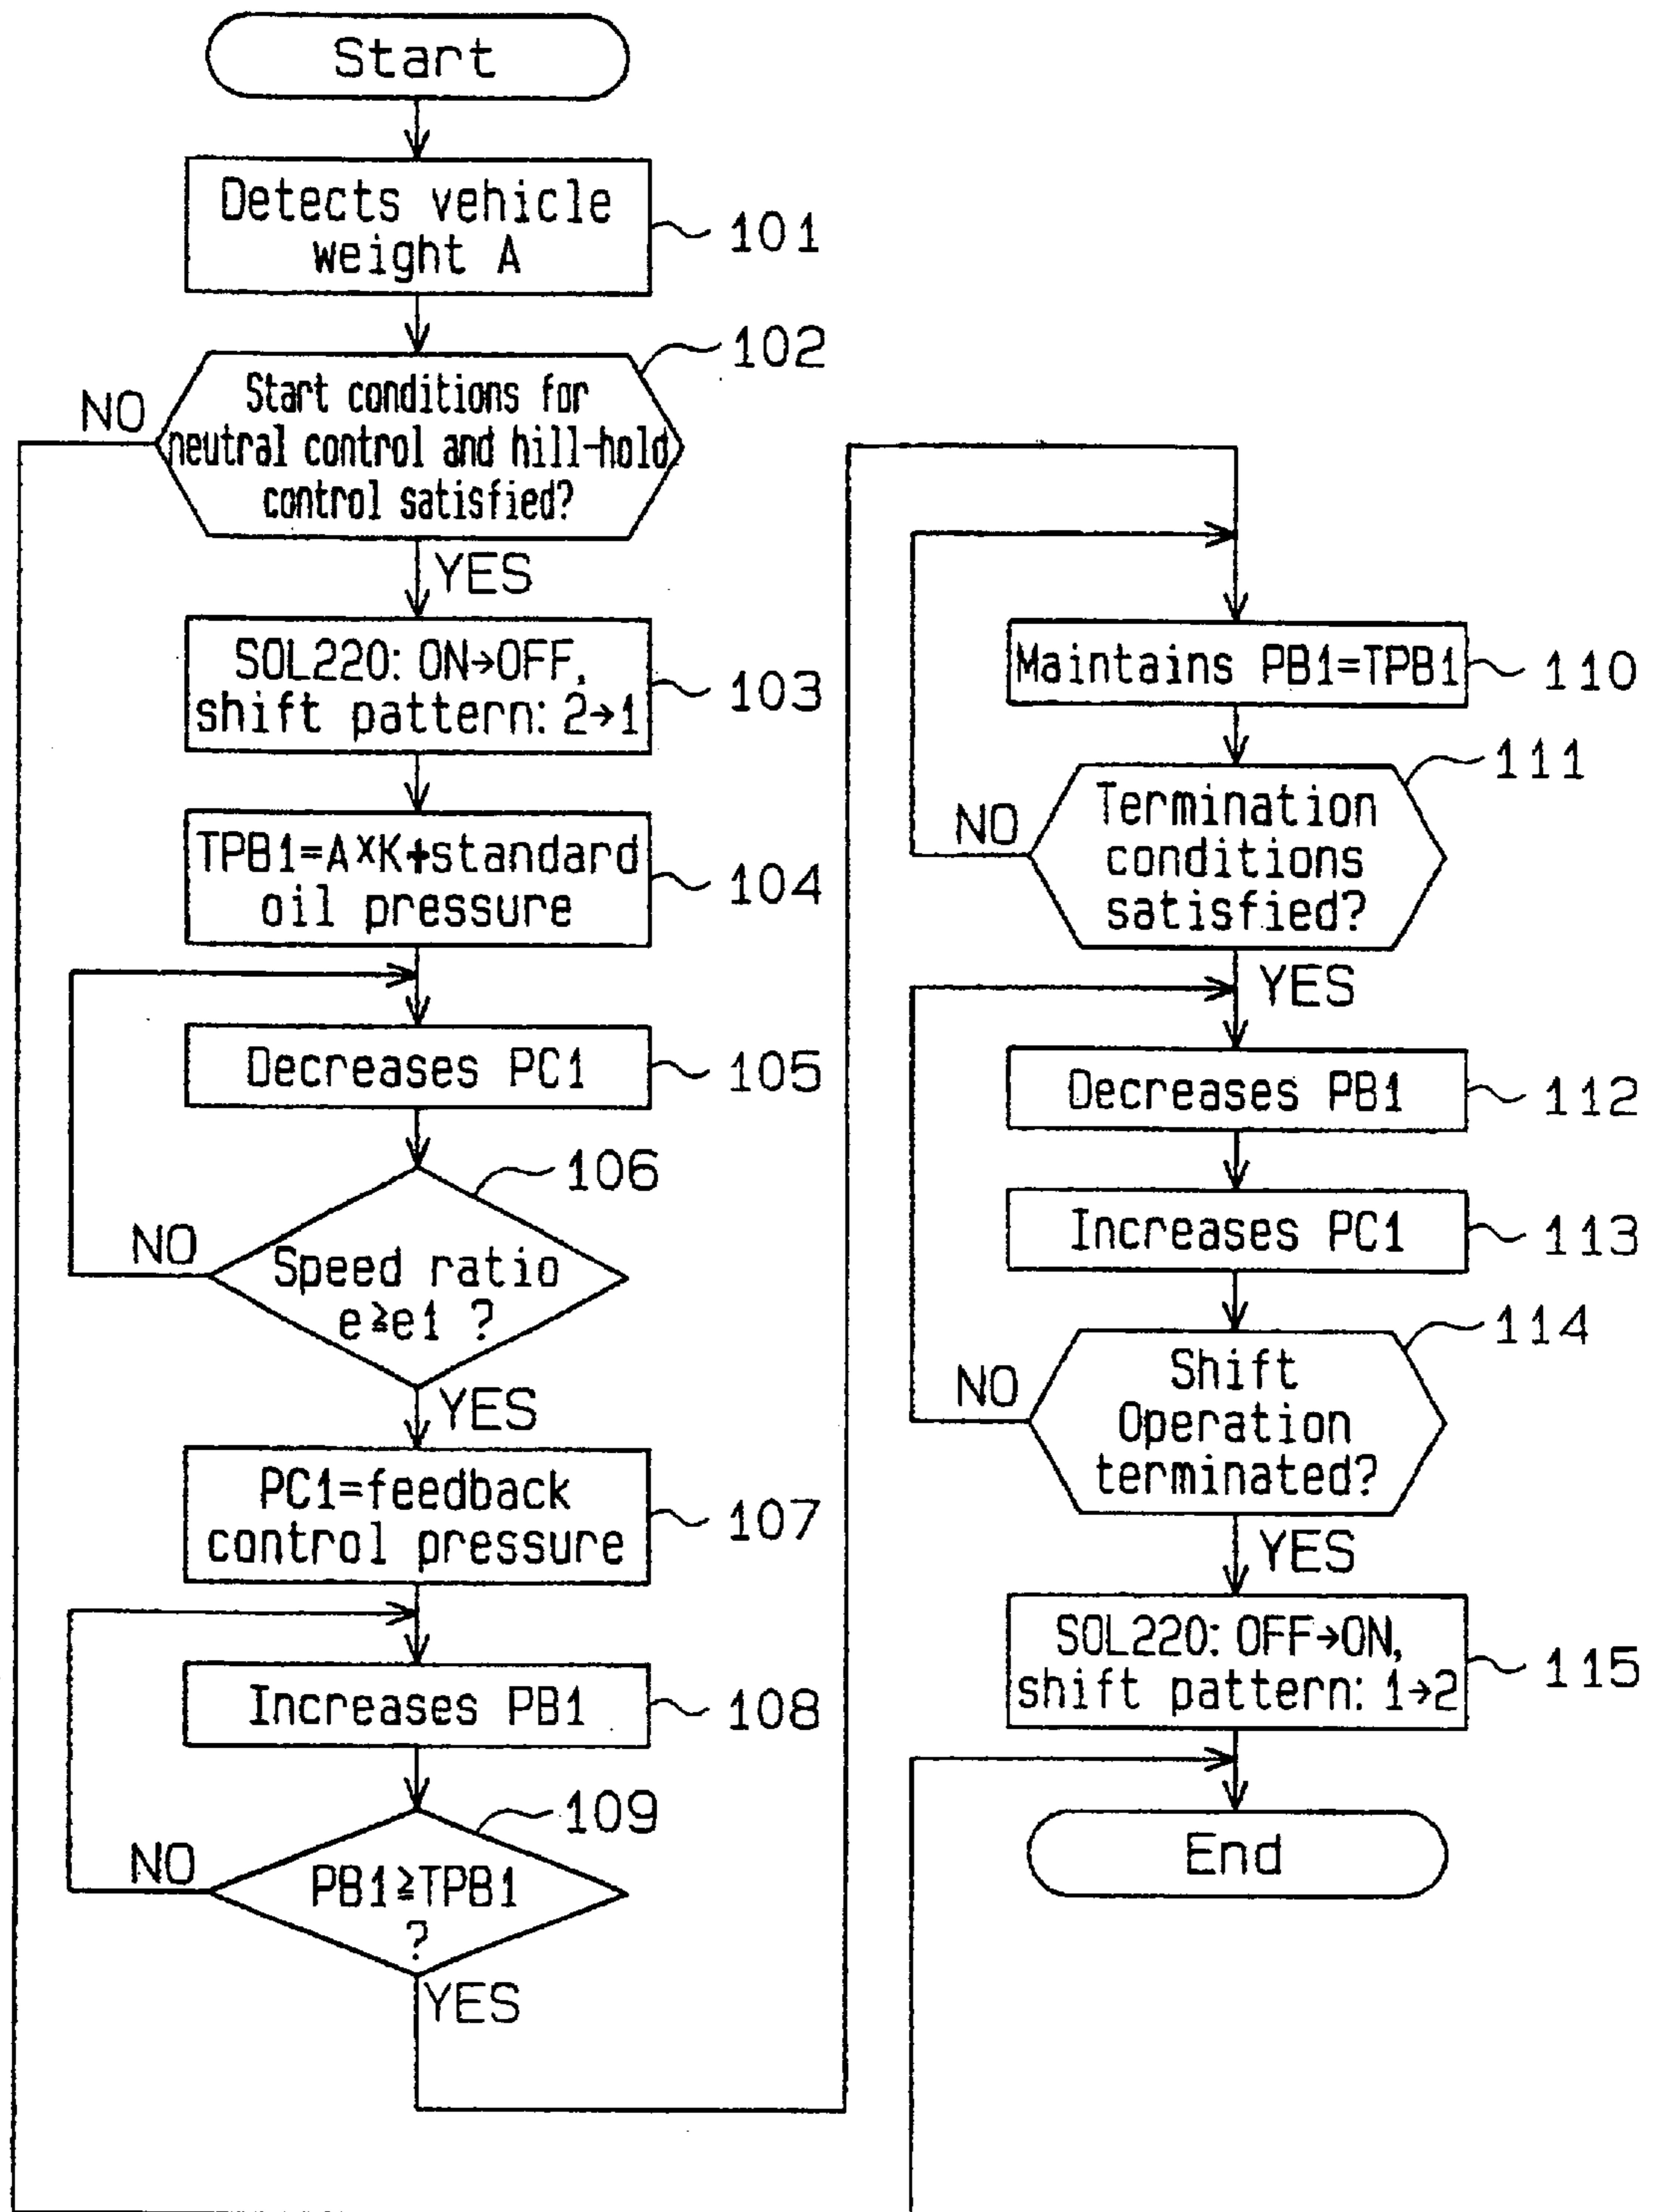 Start
Detects vehicle
weight A
101
102
NO
Start conditions for
neutral control and hill-hold
control satisfied?
YES
SOL220: ON→OFF,
shift pattern: 2→1
103
TPB1=A×K+standard
oil pressure
104
Decreases PC1
105
106
NO
Speed ratio
e≧e1 ?
YES
PC1=feedback
control pressure
107
Increases PB1
108
109
NO
PB1≧TPB1
?
YES
Maintains PB1=TPB1
110
111
NO
Termination
conditions
satisfied?
YES
Decreases PB1
112
Increases PC1
113
114
NO
Shift
Operation
terminated?
YES
SOL220: OFF→ON,
shift pattern: 1→2
115
End